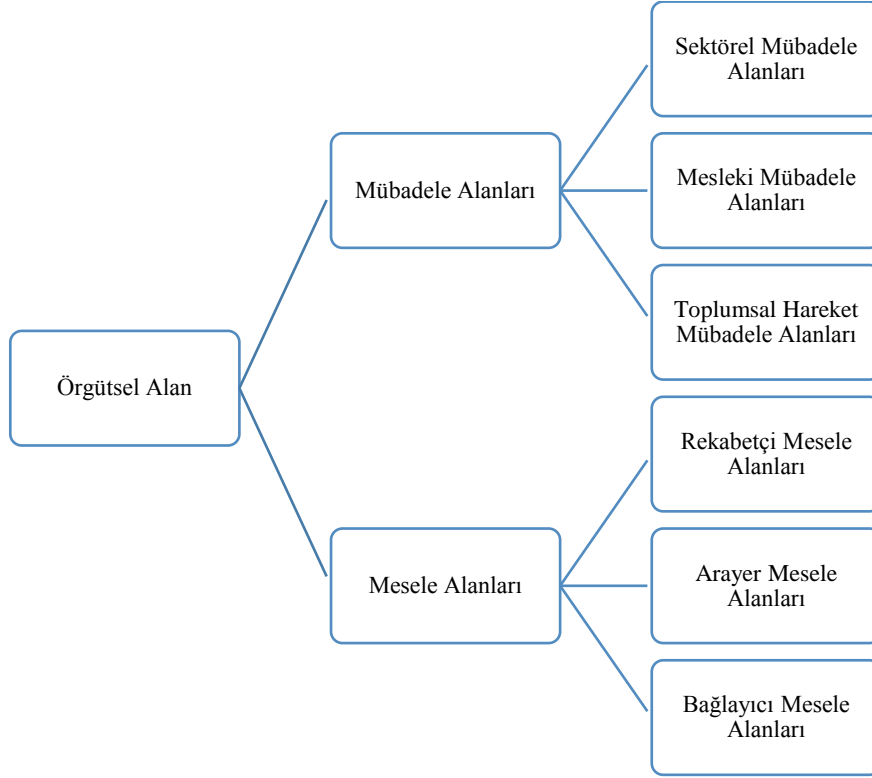 Örgütsel Alan
Mübadele Alanları
Sektörel Mübadele
Alanları
Mesleki Mübadele
Alanları
Toplumsal Hareket
Mübadele Alanları
Mesele Alanları
Rekabetçi Mesele
Alanları
Arayer Mesele
Alanları
Bağlayıcı Mesele
Alanları